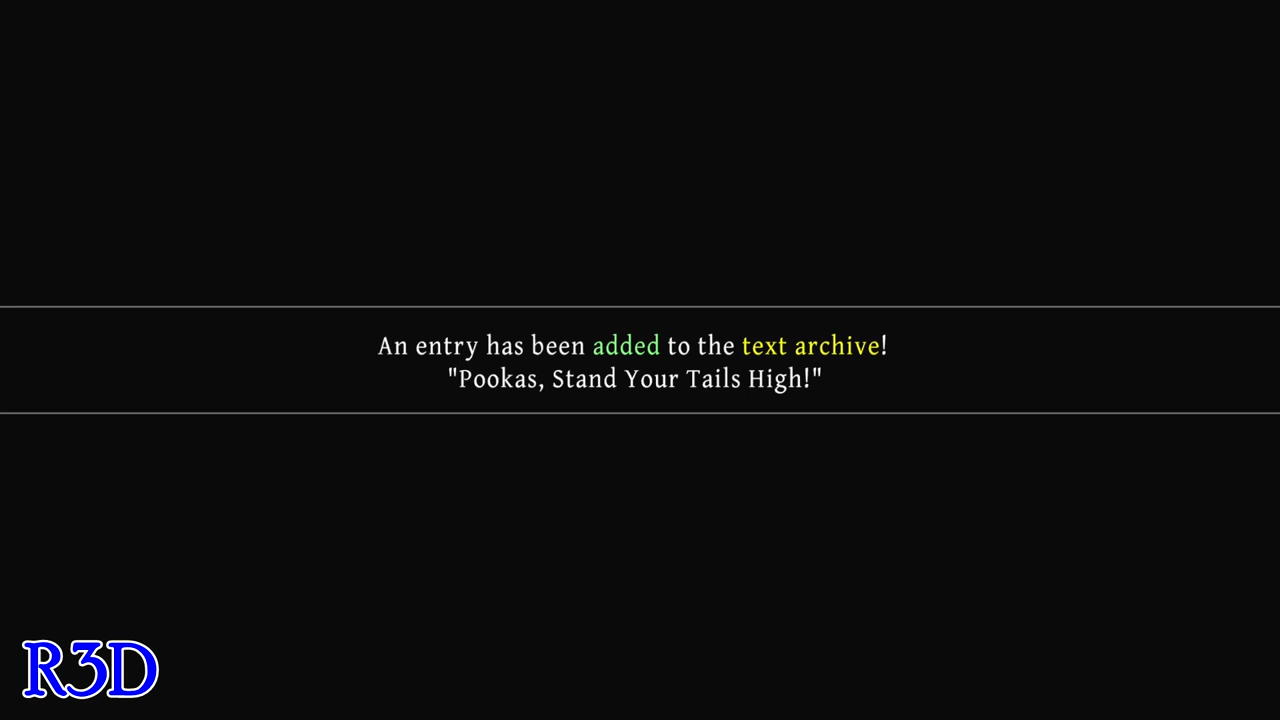 An entry has been added to the text archive!
"Pookas, Stand Your Tails High!"
R3D